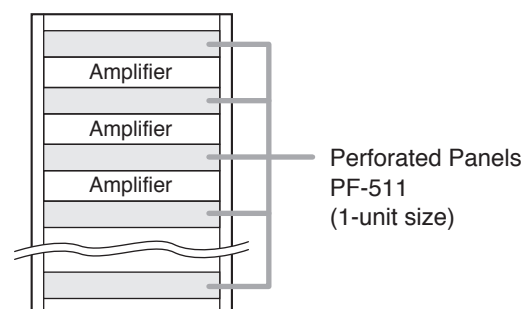 Amplifier
Amplifier
Amplifier
Perforated Panels
PF-511
(1-unit size)